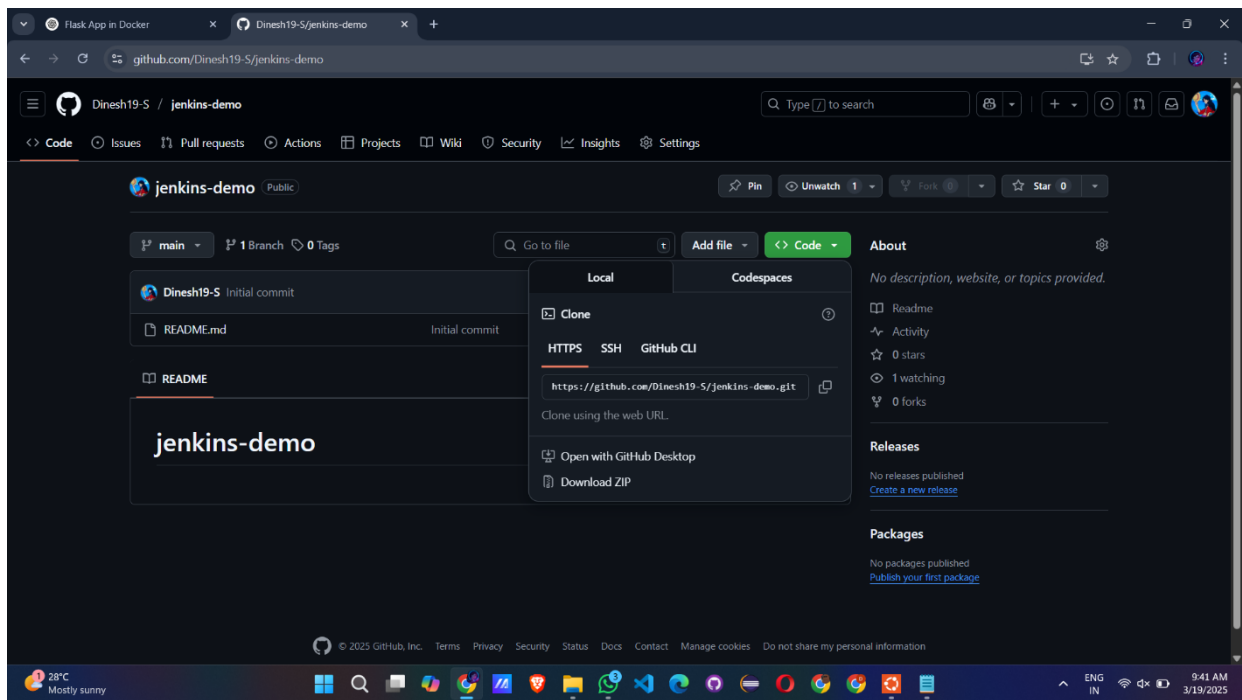 Flask App in Docker
Dinesh19-S/jenkins-demo
github.com/Dinesh19-S/jenkins-demo
Dinesh19-S / jenkins-demo
Type / to search
Code Issues Pull requests Actions Projects Wiki Security Insights Settings
jenkins-demo Public
Pin Unwatch 1 Fork 0 Star 0
main 1 Branch 0 Tags
Go to file t Add file Code
Local Codespaces
Dinesh19-S Initial commit
README.md Initial commit
Clone
HTTPS SSH GitHub CLI
https://github.com/Dinesh19-S/jenkins-demo.git
Clone using the web URL.
Open with GitHub Desktop
Download ZIP
README
jenkins-demo
About
No description, website, or topics provided.
Readme
Activity
0 stars
1 watching
0 forks
Releases
No releases published
Create a new release
Packages
No packages published
Publish your first package
© 2025 GitHub, Inc. Terms Privacy Security Status Docs Contact Manage cookies Do not share my personal information
1
28°C
Mostly sunny
3
ENG
IN
9:41 AM
3/19/2025